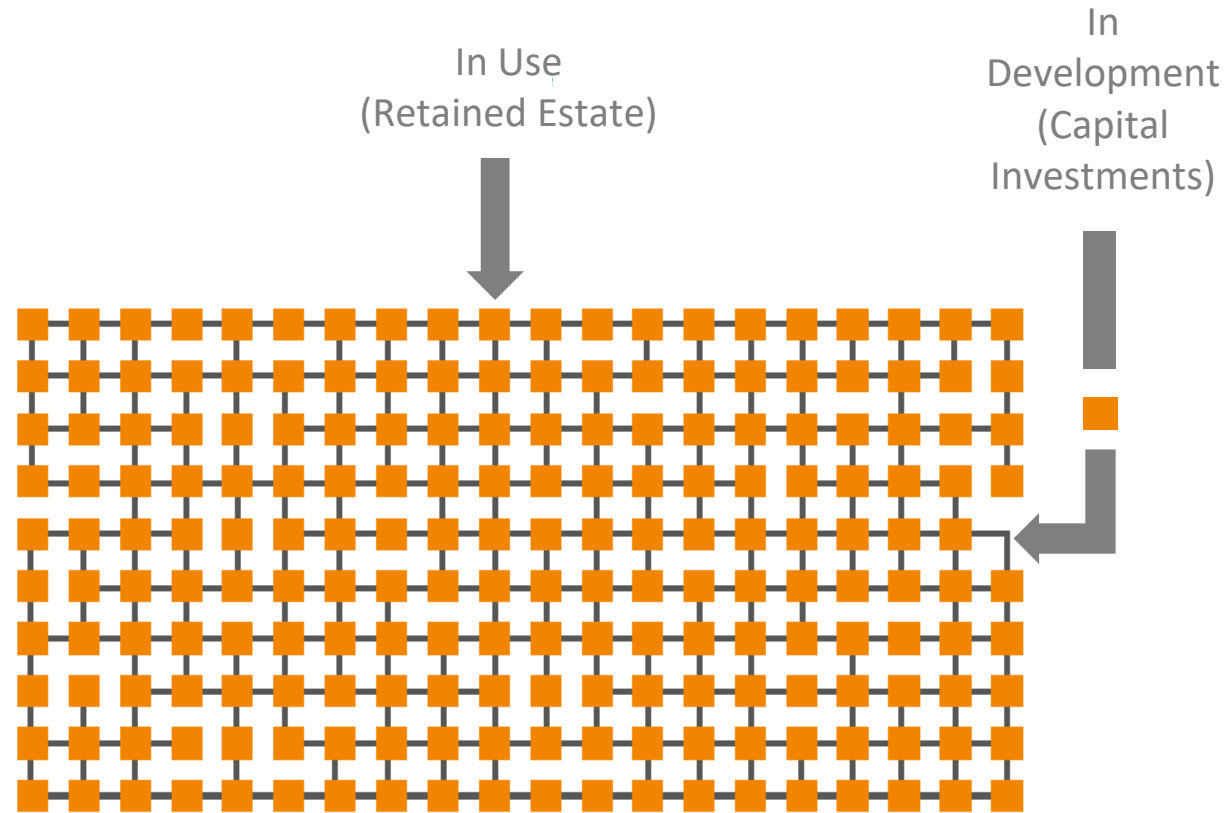 In Use
(Retained Estate)
In
Development
(Capital
Investments)